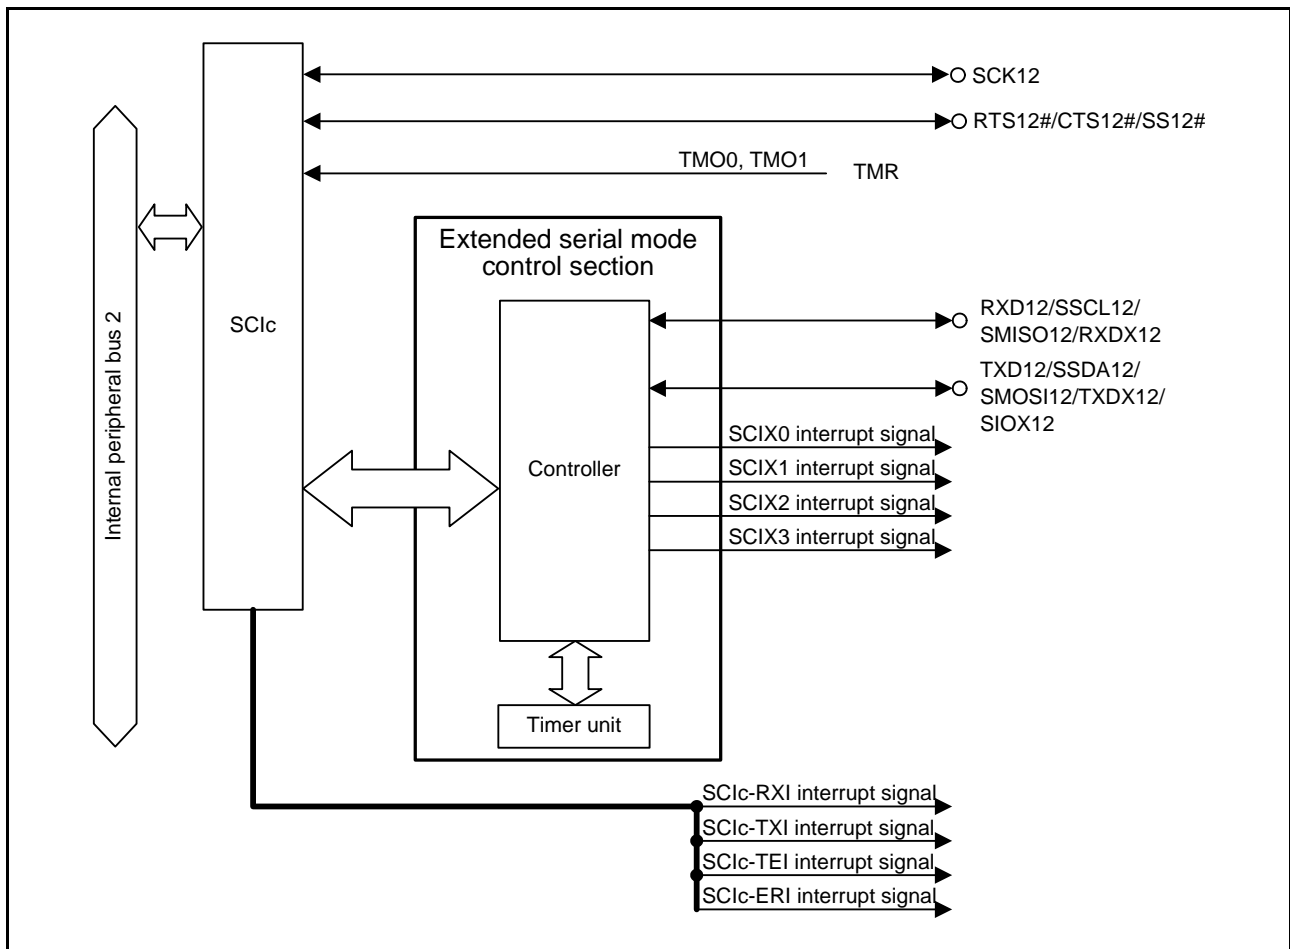 SCK12
RTS12#/CTS12#/SS12#
TMO0, TMO1
TMR
Extended serial mode
control section
Internal peripheral bus 2
SCIc
RXD12/SSCL12/
SMISO12/RXDX12
TXD12/SSDA12/
SMOSI12/TXDX12/
SIOX12
Controller
SCIX0 interrupt signal
SCIX1 interrupt signal
SCIX2 interrupt signal
SCIX3 interrupt signal
Timer unit
SCIc-RXI interrupt signal
SCIc-TXI interrupt signal
SCIc-TEI interrupt signal
SCIc-ERI interrupt signal